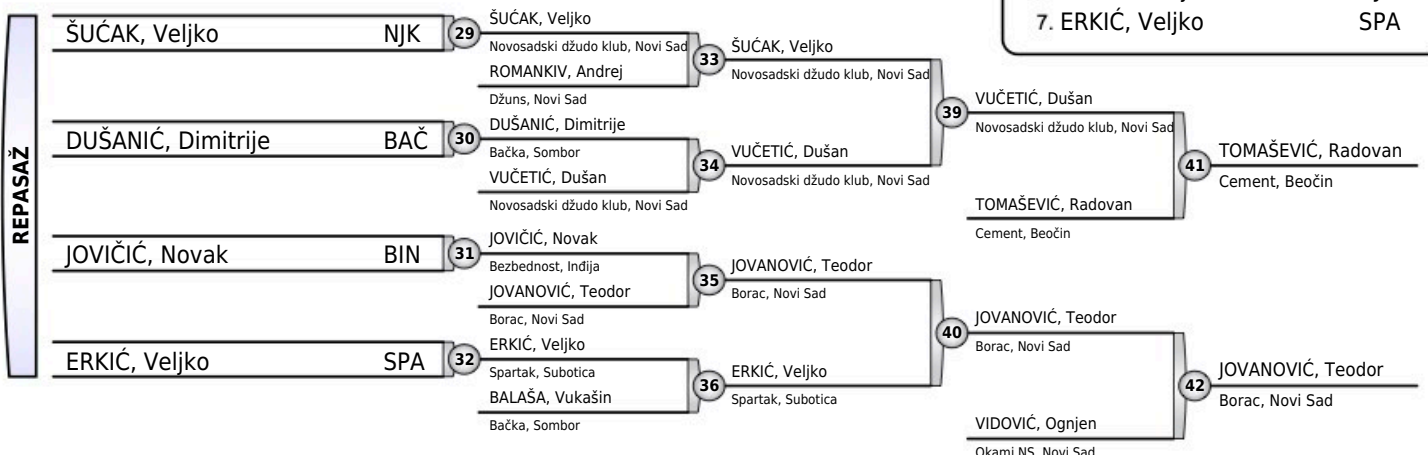 7. ERKIĆ, Veljko SPA
REPASAŽ
ŠUĆAK, Veljko NJK
DUŠANIĆ, Dimitrije BAČ
JOVIČIĆ, Novak BIN
ERKIĆ, Veljko SPA
29
ŠUĆAK, Veljko
Novosadski džudo klub, Novi Sad
ROMANKIV, Andrej
Džuns, Novi Sad
30
DUŠANIĆ, Dimitrije
Bačka, Sombor
VUČETIĆ, Dušan
Novosadski džudo klub, Novi Sad
31
JOVIČIĆ, Novak
Bezbednost, Inđija
JOVANOVIĆ, Teodor
Borac, Novi Sad
32
ERKIĆ, Veljko
Spartak, Subotica
BALAŠA, Vukašin
Bačka, Sombor
33
ŠUĆAK, Veljko
Novosadski džudo klub, Novi Sad
34
VUČETIĆ, Dušan
Novosadski džudo klub, Novi Sad
35
JOVANOVIĆ, Teodor
Borac, Novi Sad
36
ERKIĆ, Veljko
Spartak, Subotica
39
VUČETIĆ, Dušan
Novosadski džudo klub, Novi Sad
TOMAŠEVIĆ, Radovan
Cement, Beočin
40
JOVANOVIĆ, Teodor
Borac, Novi Sad
VIDOVIĆ, Ognjen
Okami NS, Novi Sad
41
TOMAŠEVIĆ, Radovan
Cement, Beočin
42
JOVANOVIĆ, Teodor
Borac, Novi Sad